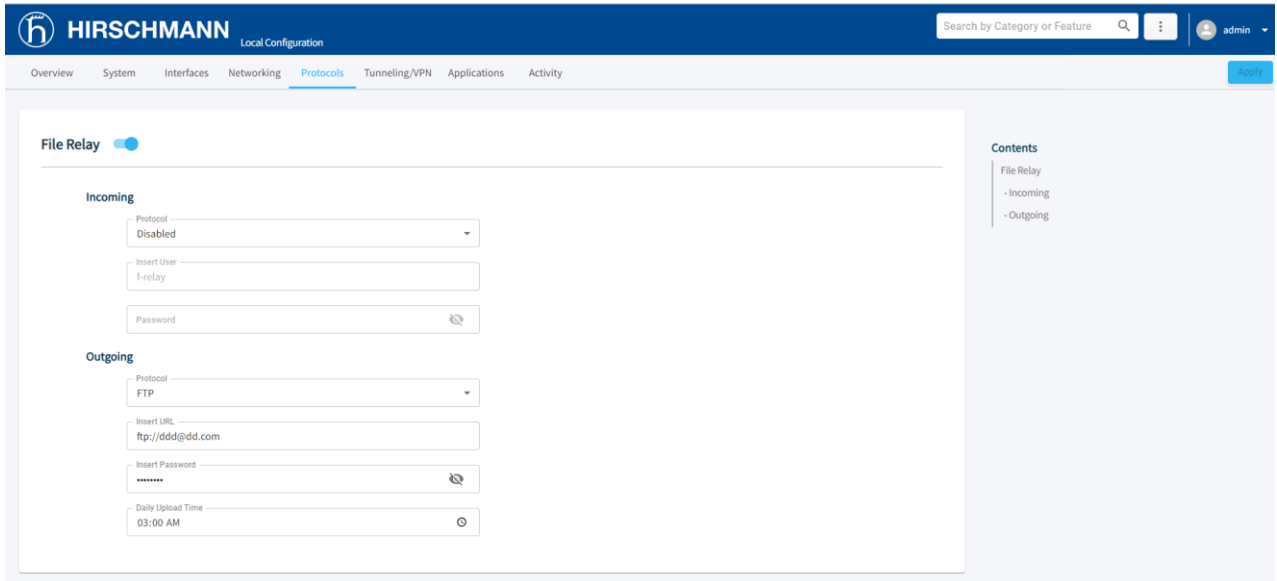 HIRSCHMANN
Local Configuration
Search by Category or Feature
admin
Overview System Interfaces Networking Protocols Tunneling/VPN Applications Activity
Apply
File Relay
Incoming
Protocol
Disabled
Insert User
f-relay
Password
Outgoing
Protocol
FTP
Insert URL
ftp://ddd@dd.com
Insert Password
••••••••
Daily Upload Time
03:00 AM
Contents
File Relay
- Incoming
- Outgoing